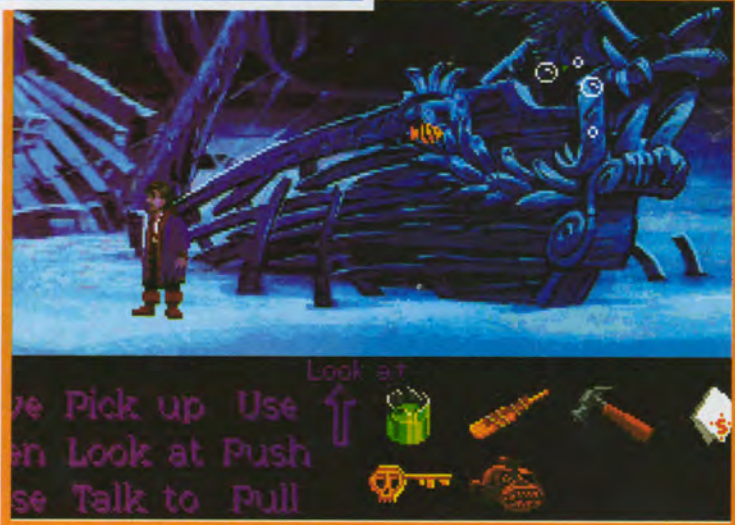 Look at
ve Pick up Use
en Look at Push
se Talk to Pull
$